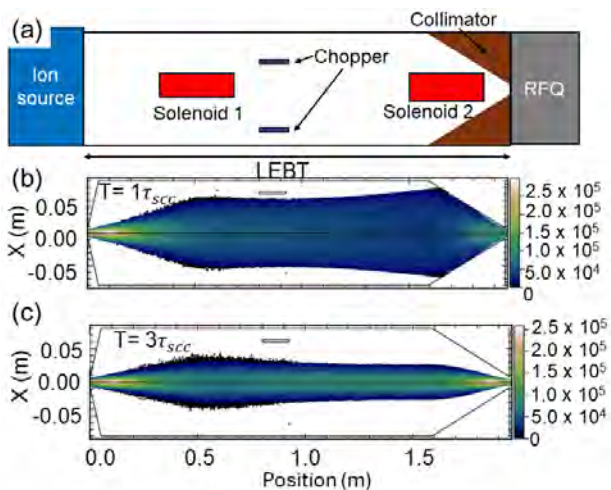 (a)
Collimator
Ion
source
Chopper
Solenoid 1
Solenoid 2
RFQ
LEBT
(b)
T= 1τscc
X (m)
0.05
0.00
-0.05
2.5 x 10⁵
2.0 x 10⁵
1.5 x 10⁵
1.0 x 10⁵
5.0 x 10⁴
0
(c)
T = 3τscc
X (m)
0.05
0.00
-0.05
2.5 x 10⁵
2.0 x 10⁵
1.5 x 10⁵
1.0 x 10⁵
5.0 x 10⁴
0
0.0 0.5 1.0 1.5
Position (m)